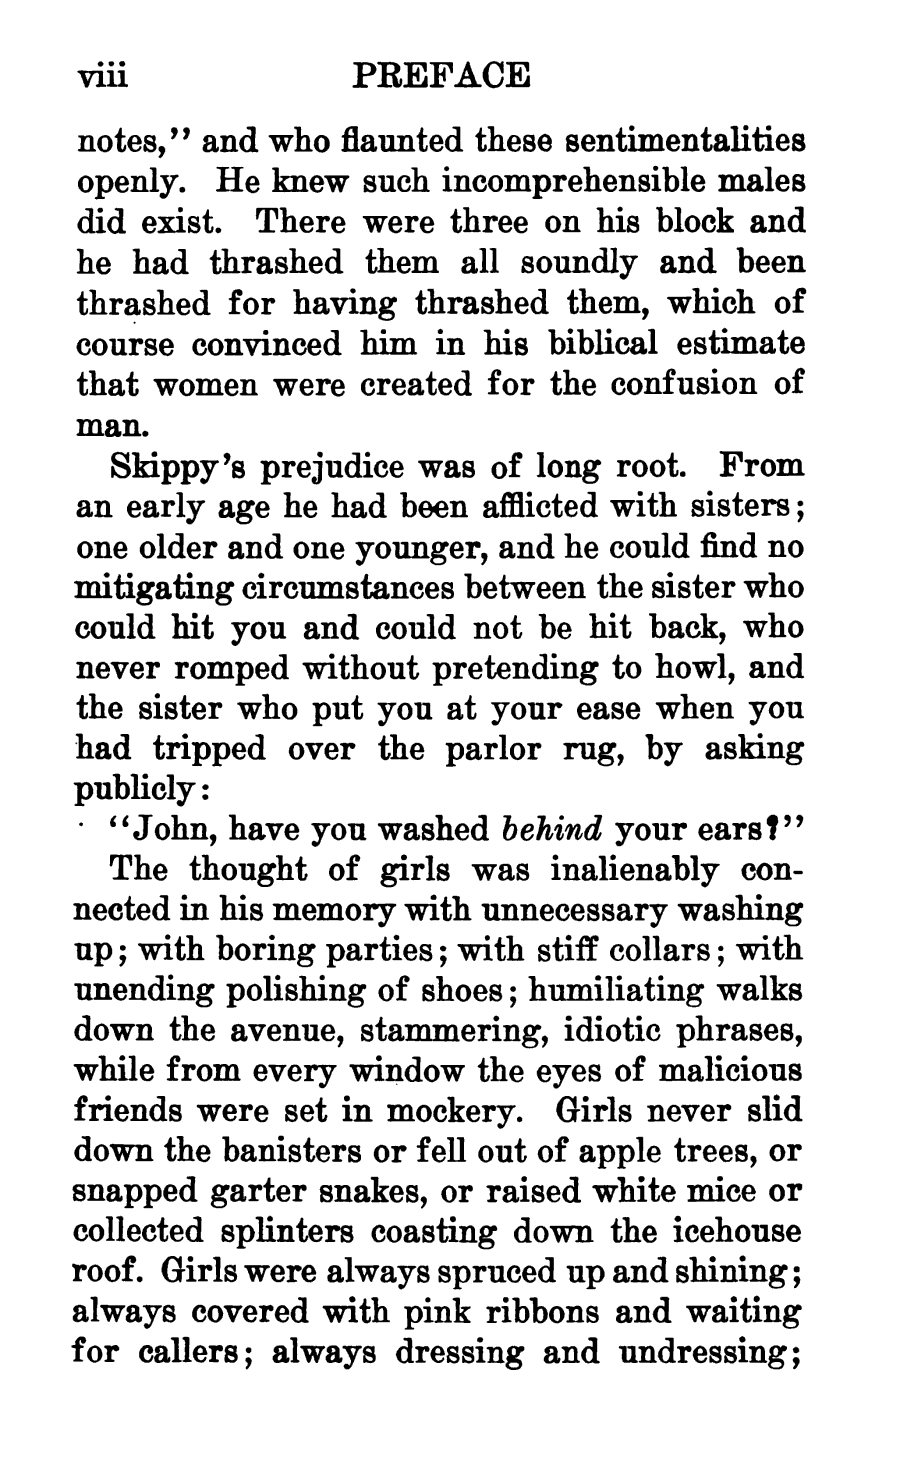 viii PREFACE
notes,'' and who flaunted these sentimentalities
openly. He knew such incomprehensible males
did exist. There were three on his block and
he had thrashed them all soundly and been
thrashed for having thrashed them, which of
course convinced him in his biblical estimate
that women were created for the confusion of
man.
Skippy's prejudice was of long root. From
an early age he had been afflicted with sisters;
one older and one younger, and he could find no
mitigating circumstances between the sister who
could hit you and could not be hit back, who
never romped without pretending to howl, and
the sister who put you at your ease when you
had tripped over the parlor rug, by asking
publicly:
``John, have you washed behind your ears?''
The thought of girls was inalienably con-
nected in his memory with unnecessary washing
up; with boring parties; with stiff collars; with
unending polishing of shoes; humiliating walks
down the avenue, stammering, idiotic phrases,
while from every window the eyes of malicious
friends were set in mockery. Girls never slid
down the banisters or fell out of apple trees, or
snapped garter snakes, or raised white mice or
collected splinters coasting down the icehouse
roof. Girls were always spruced up and shining;
always covered with pink ribbons and waiting
for callers; always dressing and undressing;